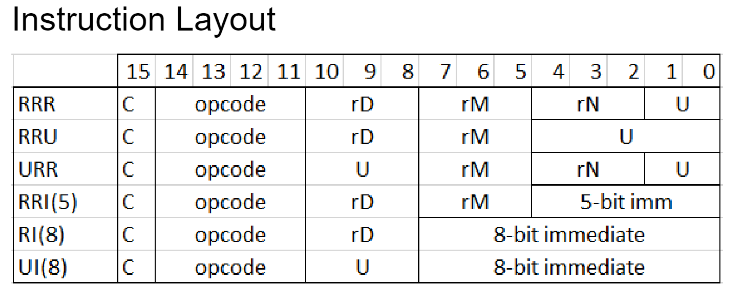 Instruction Layout
15 14 13 12 11 10 9 8 7 6 5 4 3 2 1 0
RRR C opcode rD rM rN U
RRU C opcode rD rM U
URR C opcode U rM rN U
RRI(5) C opcode rD rM 5-bit imm
RI(8) C opcode rD 8-bit immediate
UI(8) C opcode U 8-bit immediate